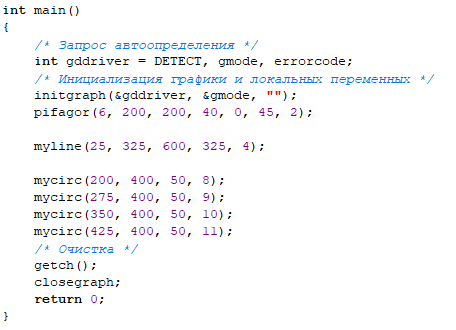 int main()
{
    /* Запрос автоопределения */
    int gddriver = DETECT, gmode, errorcode;
    /* Инициализация графики и локальных переменных */
    initgraph(&gddriver, &gmode, "");
    pifagor(6, 200, 200, 40, 0, 45, 2);

    myline(25, 325, 600, 325, 4);

    mycirc(200, 400, 50, 8);
    mycirc(275, 400, 50, 9);
    mycirc(350, 400, 50, 10);
    mycirc(425, 400, 50, 11);
    /* Очистка */
    getch();
    closegraph;
    return 0;
}